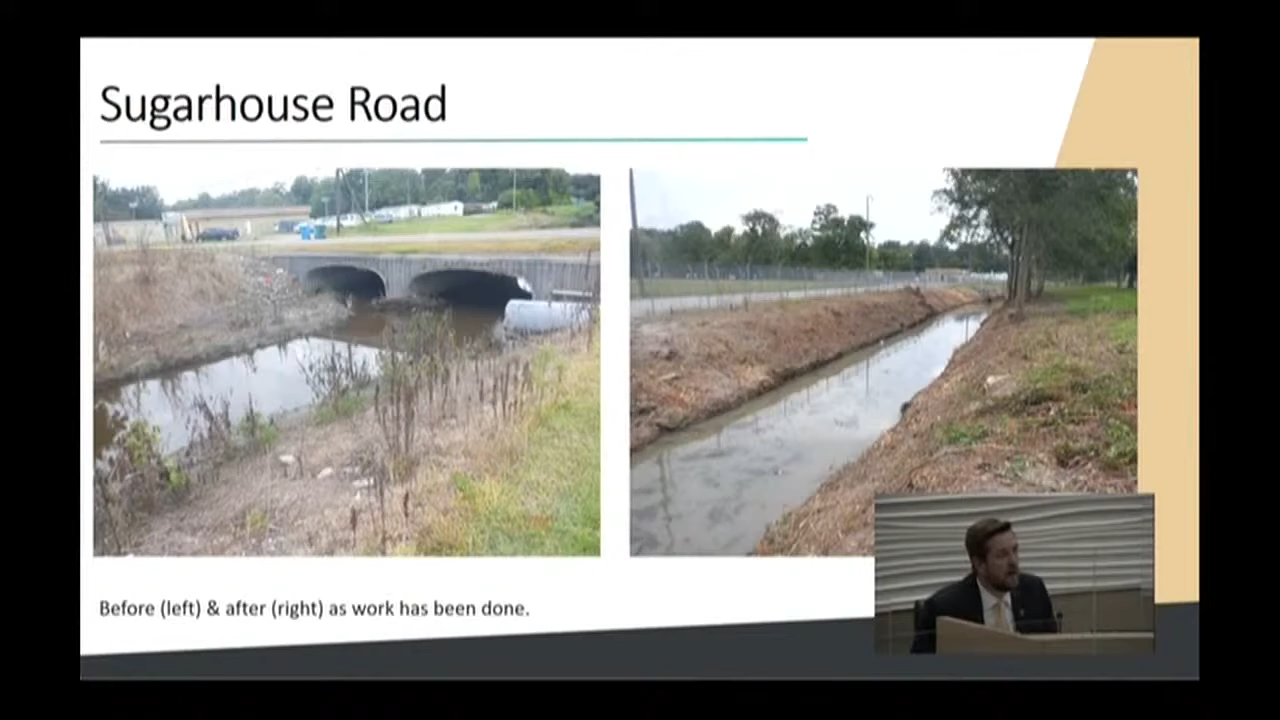 Sugarhouse Road
Before (left) & after (right) as work has been done.